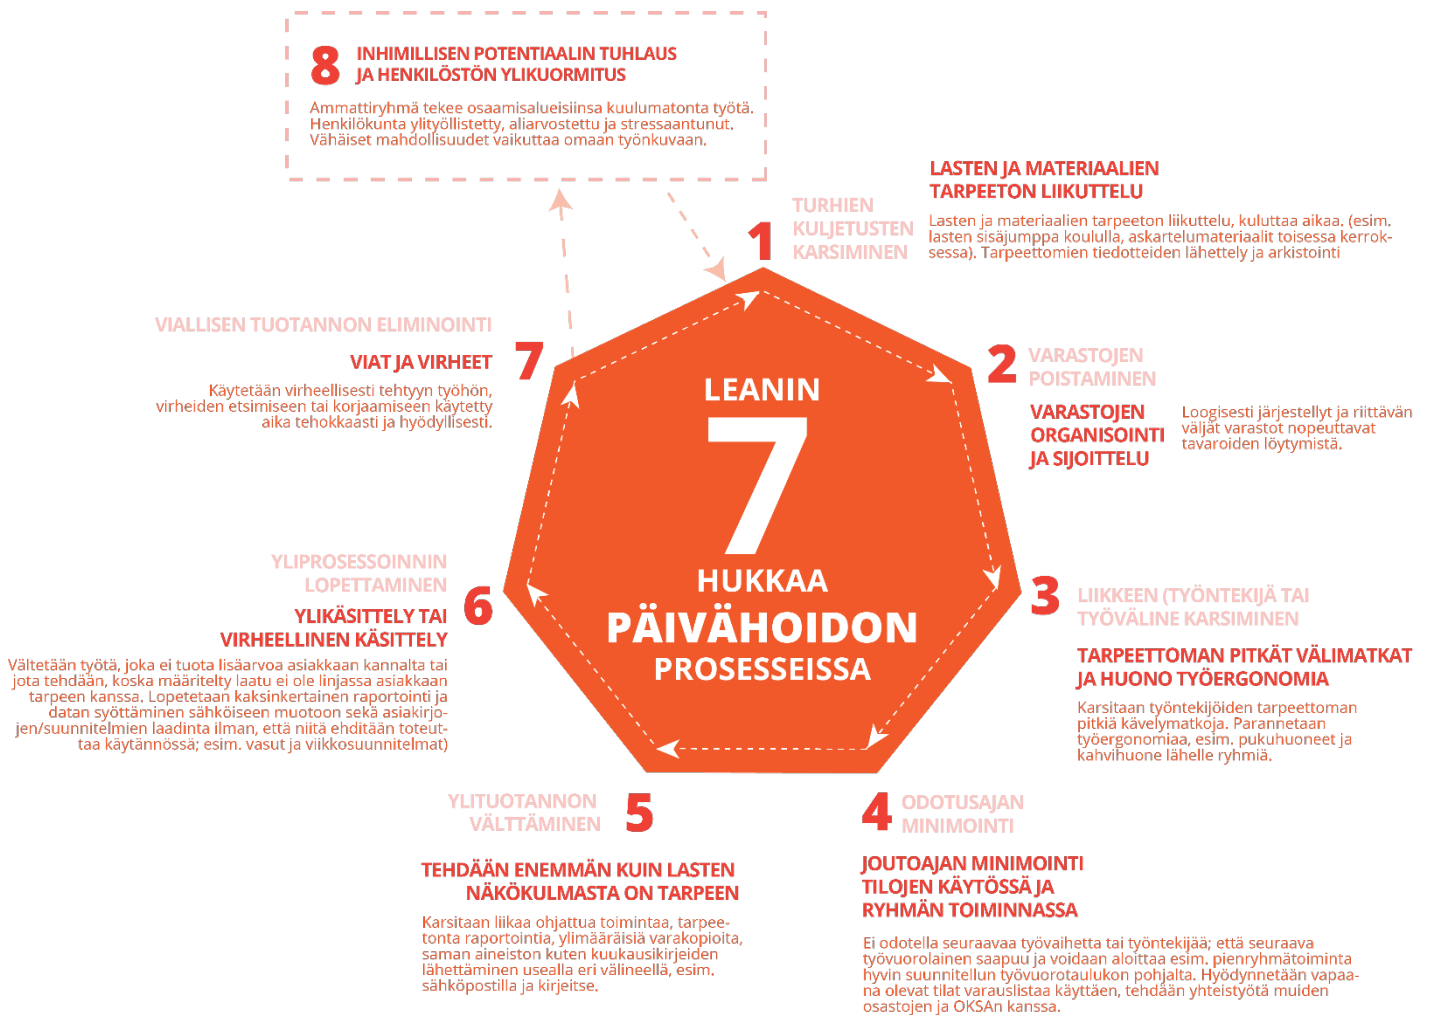 8
INHIMILLISEN POTENTIAALIN TUHLAUS
JA HENKILÖSTÖN YLIKUORMITUS
Ammattiryhmä tekee osaamisalueisiinsa kuulumatonta työtä.
Henkilökunta ylityöllistetty, aliarvostettu ja stressaantunut.
Vähäiset mahdollisuudet vaikuttaa omaan työnkuvaan.
1
TURHIEN
KULJETUSTEN
KARSIMINEN
LASTEN JA MATERIAALIEN
TARPEETON LIIKUTTELU
Lasten ja materiaalien tarpeeton liikuttelu, kuluttaa aikaa. (esim.
lasten sisäjumppa koululla, askartelumateriaalit toisessa kerrok-
sessa). Tarpeettomien tiedotteiden lähettely ja arkistointi
2
VARASTOJEN
POISTAMINEN
VARASTOJEN
ORGANISOINTI
JA SIJOITTELU
Loogisesti järjestellyt ja riittävän
väljät varastot nopeuttavat
tavaroiden löytymistä.
3
LIIKKEEN (TYÖNTEKIJÄ TAI
TYÖVÄLINE KARSIMINEN
TARPEETTOMAN PITKÄT VÄLIMATKAT
JA HUONO TYÖERGONOMIA
Karsitaan työntekijöiden tarpeettoman
pitkiä kävelymatkoja. Parannetaan
työergonomiaa, esim. pukuhuoneet ja
kahvihuone lähelle ryhmiä.
4
ODOTUSAJAN
MINIMOINTI
JOUTOAJAN MINIMOINTI
TILOJEN KÄYTÖSSÄ JA
RYHMÄN TOIMINNASSA
Ei odotella seuraavaa työvaihetta tai työntekijää; että seuraava
työvuorolainen saapuu ja voidaan aloittaa esim. pienryhmätoiminta
hyvin suunnitellun työvuorotaulukon pohjalta. Hyödynnetään vapaa-
na olevat tilat varauslistaa käyttäen, tehdään yhteistyötä muiden
osastojen ja OKSAn kanssa.
5
YLITUOTANNON
VÄLTTÄMINEN
TEHDÄÄN ENEMMÄN KUIN LASTEN
NÄKÖKULMASTA ON TARPEEN
Karsitaan liikaa ohjattua toimintaa, tarpee-
tonta raportointia, ylimääräisiä varakopioita,
saman aineiston kuten kuukausikirjeiden
lähettäminen usealla eri välineellä, esim.
sähköpostilla ja kirjeitse.
6
YLIPROSESSOINNIN
LOPETTAMINEN
YLIKÄSITTELY TAI
VIRHEELLINEN KÄSITTELY
Vältetään työtä, joka ei tuota lisäarvoa asiakkaan kannalta tai
jota tehdään, koska määritelty laatu ei ole linjassa asiakkaan
tarpeen kanssa. Lopetetaan kaksinkertainen raportointi ja
datan syöttäminen sähköiseen muotoon sekä asiakirjo-
jen/suunnitelmien laadinta ilman, että niitä ehditään toteut-
taa käytännössä; esim. vasut ja viikkosuunnitelmat)
7
VIALLISEN TUOTANNON ELIMINOINTI
VIAT JA VIRHEET
Käytetään virheellisesti tehtyyn työhön,
virheiden etsimiseen tai korjaamiseen käytetty
aika tehokkaasti ja hyödyllisesti.
LEANIN
7
HUKKAA
PÄIVÄHOIDON
PROSESSEISSA